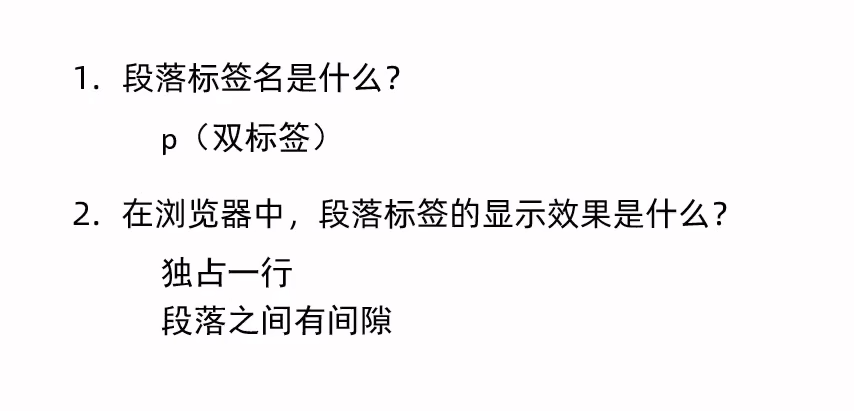 1. 段落标签名是什么？
p（双标签）
2. 在浏览器中，段落标签的显示效果是什么？
独占一行
段落之间有间隙